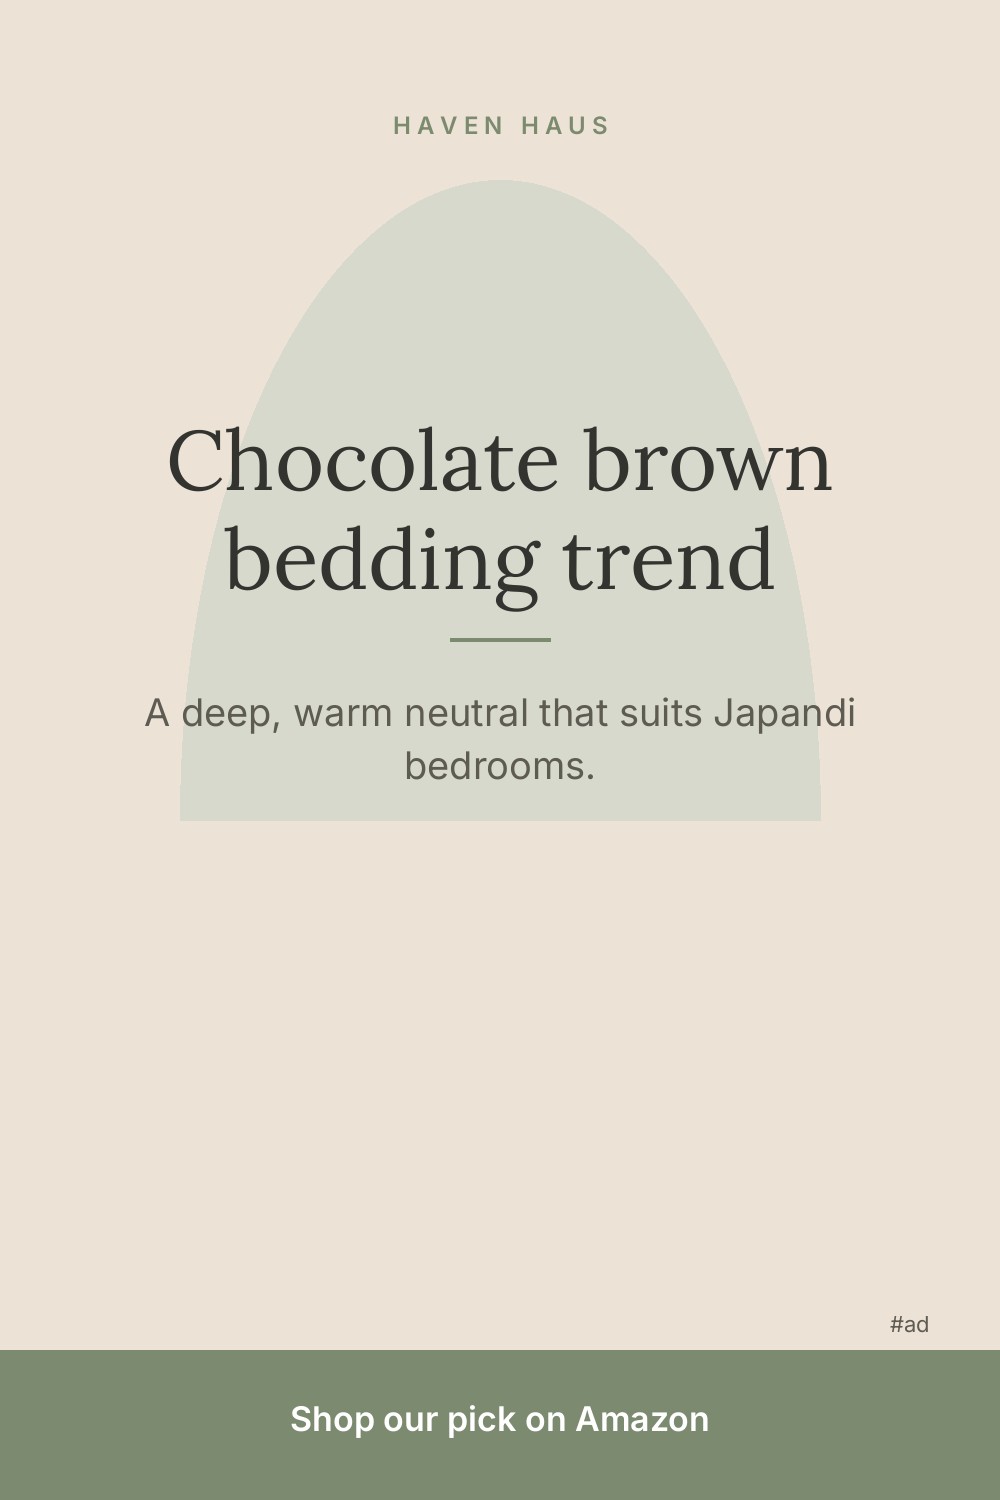 HAVEN HAUS
Chocolate brown
bedding trend
A deep, warm neutral that suits Japandi
bedrooms.
#ad
Shop our pick on Amazon